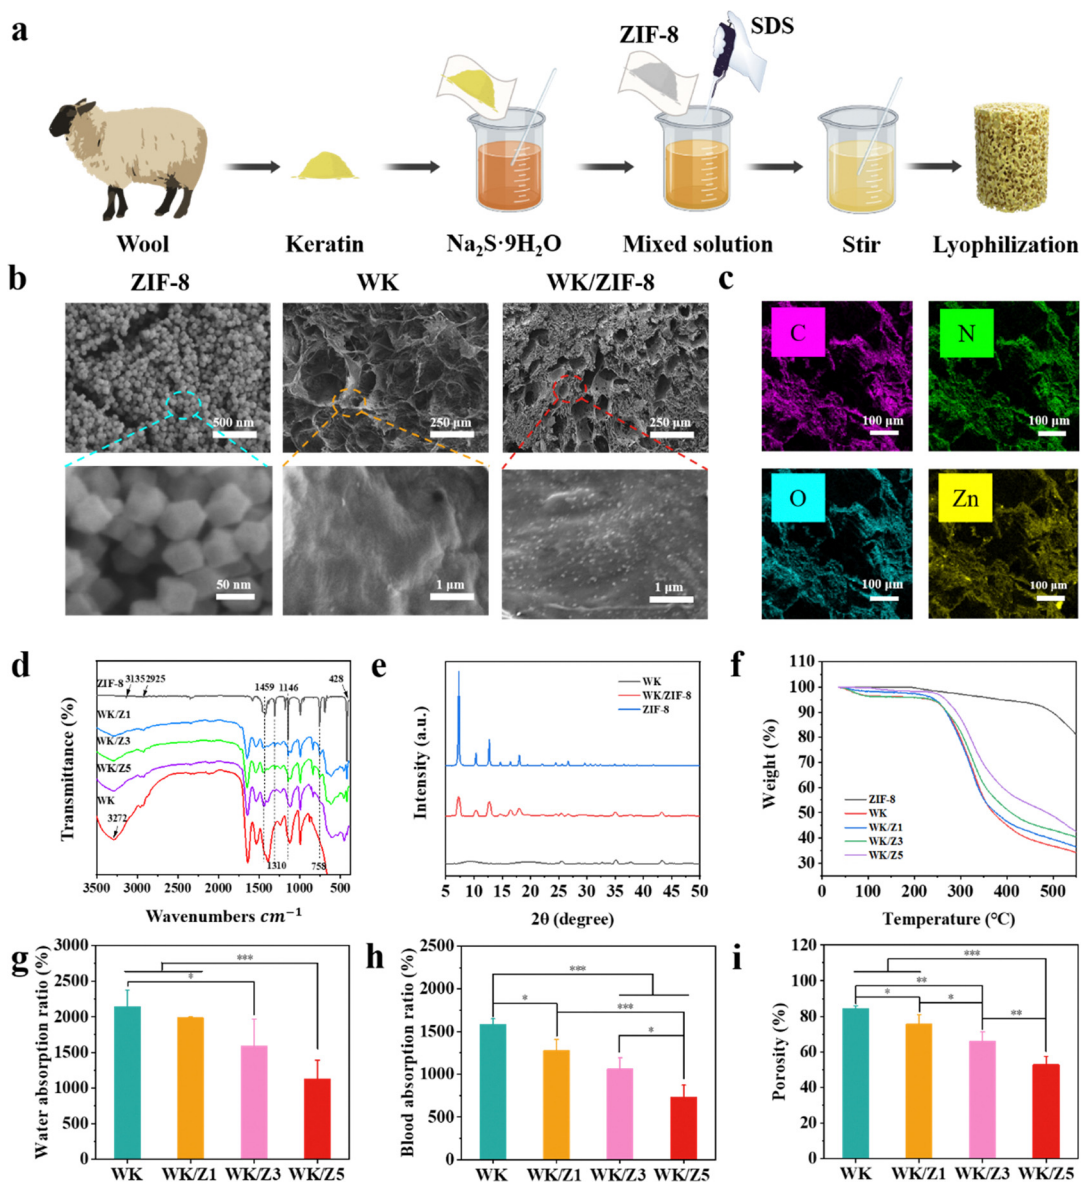 a
ZIF-8 SDS
Wool Keratin Na₂S·9H₂O Mixed solution Stir Lyophilization
b ZIF-8 WK WK/ZIF-8
500 nm 250 μm 250 μm
50 nm 1 μm 1 μm
c
C N
100 μm 100 μm
O Zn
100 μm 100 μm
d
ZIF-8 3135 2925 1459 1146 428
WK/Z1
WK/Z3
WK/Z5
WK
3272
1310 758
3500 3000 2500 2000 1500 1000 500
Transmittance (%)
Wavenumbers cm⁻¹
e
WK
WK/ZIF-8
ZIF-8
Intensity (a.u.)
5 10 15 20 25 30 35 40 45 50
2θ (degree)
f
110
100
90
80
70
60
50
40
30
Weight (%)
ZIF-8
WK
WK/Z1
WK/Z3
WK/Z5
0 100 200 300 400 500
Temperature (°C)
g
3000
2500
2000
1500
1000
500
0
Water absorption ratio (%)
***
*
WK WK/Z1 WK/Z3 WK/Z5
h
2500
2000
1500
1000
500
0
Blood absorption ratio (%)
***
* ***
*
WK WK/Z1 WK/Z3 WK/Z5
i
120
100
80
60
40
20
0
Porosity (%)
***
**
* *
**
WK WK/Z1 WK/Z3 WK/Z5